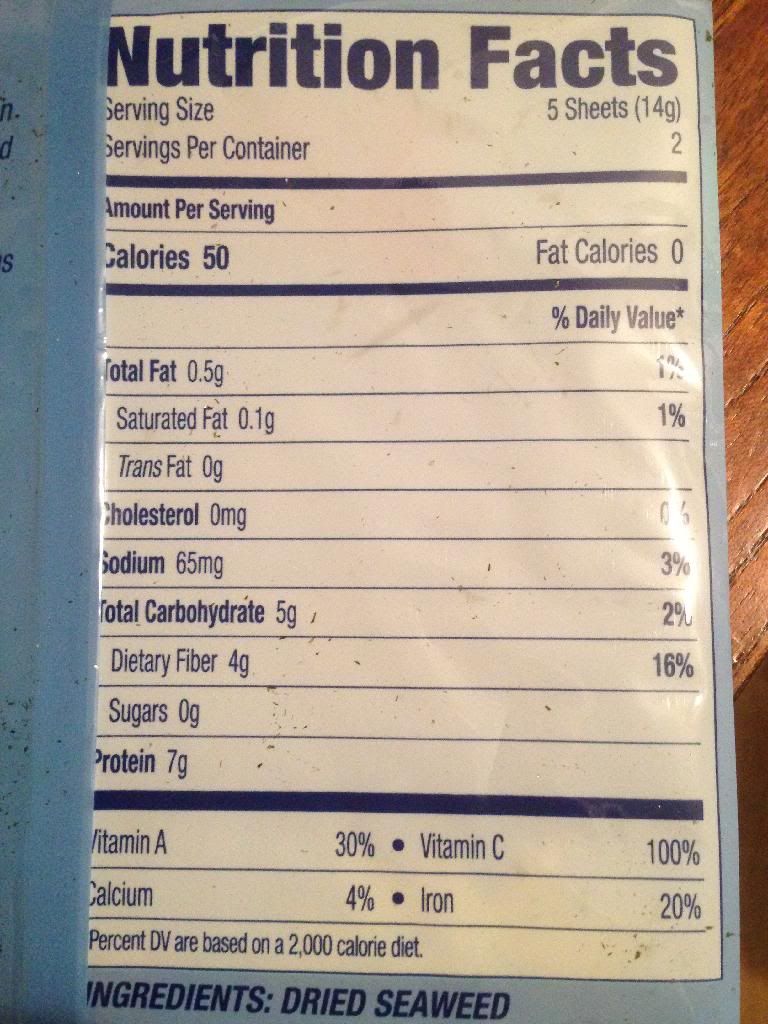 Nutrition Facts
Serving Size 5 Sheets (14g)
Servings Per Container 2
Amount Per Serving
Calories 50 Fat Calories 0
% Daily Value*
Total Fat 0.5g 1%
Saturated Fat 0.1g 1%
Trans Fat 0g
Cholesterol 0mg 0%
Sodium 65mg 3%
Total Carbohydrate 5g 2%
Dietary Fiber 4g 16%
Sugars 0g
Protein 7g
Vitamin A 30% • Vitamin C 100%
Calcium 4% • Iron 20%
Percent DV are based on a 2,000 calorie diet.
INGREDIENTS: DRIED SEAWEED